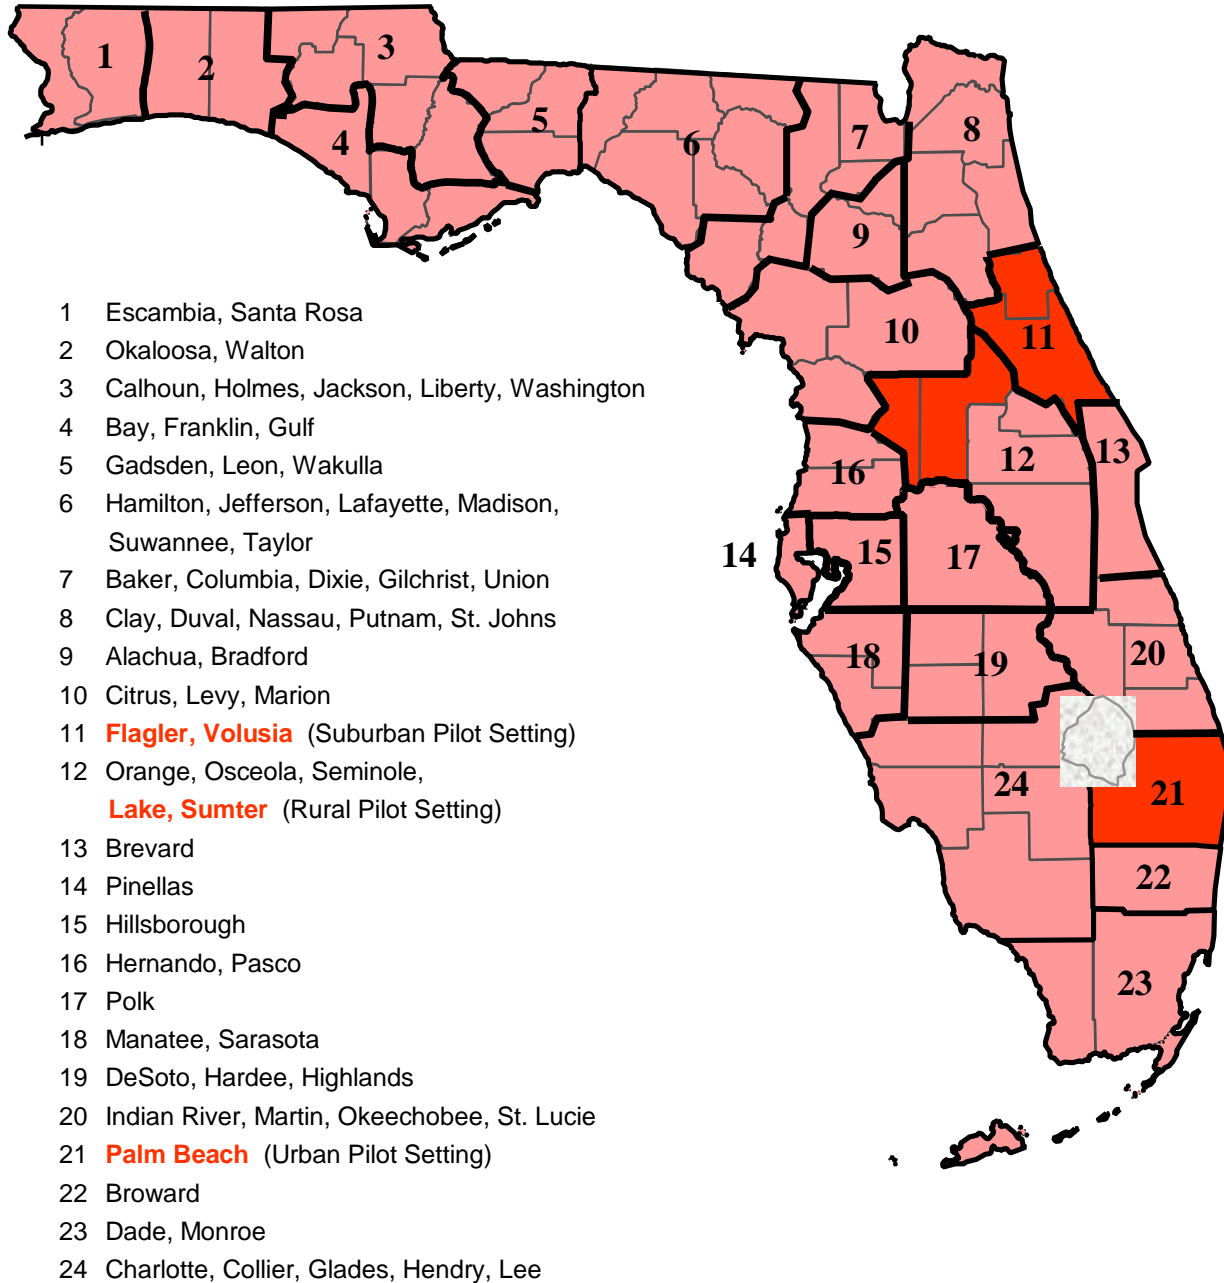 1
2
3
4
5
6
7
8
9
10
11
12
13
14
15
16
17
18
19
20
21
22
23
24
1 Escambia, Santa Rosa
2 Okaloosa, Walton
3 Calhoun, Holmes, Jackson, Liberty, Washington
4 Bay, Franklin, Gulf
5 Gadsden, Leon, Wakulla
6 Hamilton, Jefferson, Lafayette, Madison,
Suwannee, Taylor
7 Baker, Columbia, Dixie, Gilchrist, Union
8 Clay, Duval, Nassau, Putnam, St. Johns
9 Alachua, Bradford
10 Citrus, Levy, Marion
11 Flagler, Volusia (Suburban Pilot Setting)
12 Orange, Osceola, Seminole,
Lake, Sumter (Rural Pilot Setting)
13 Brevard
14 Pinellas
15 Hillsborough
16 Hernando, Pasco
17 Polk
18 Manatee, Sarasota
19 DeSoto, Hardee, Highlands
20 Indian River, Martin, Okeechobee, St. Lucie
21 Palm Beach (Urban Pilot Setting)
22 Broward
23 Dade, Monroe
24 Charlotte, Collier, Glades, Hendry, Lee